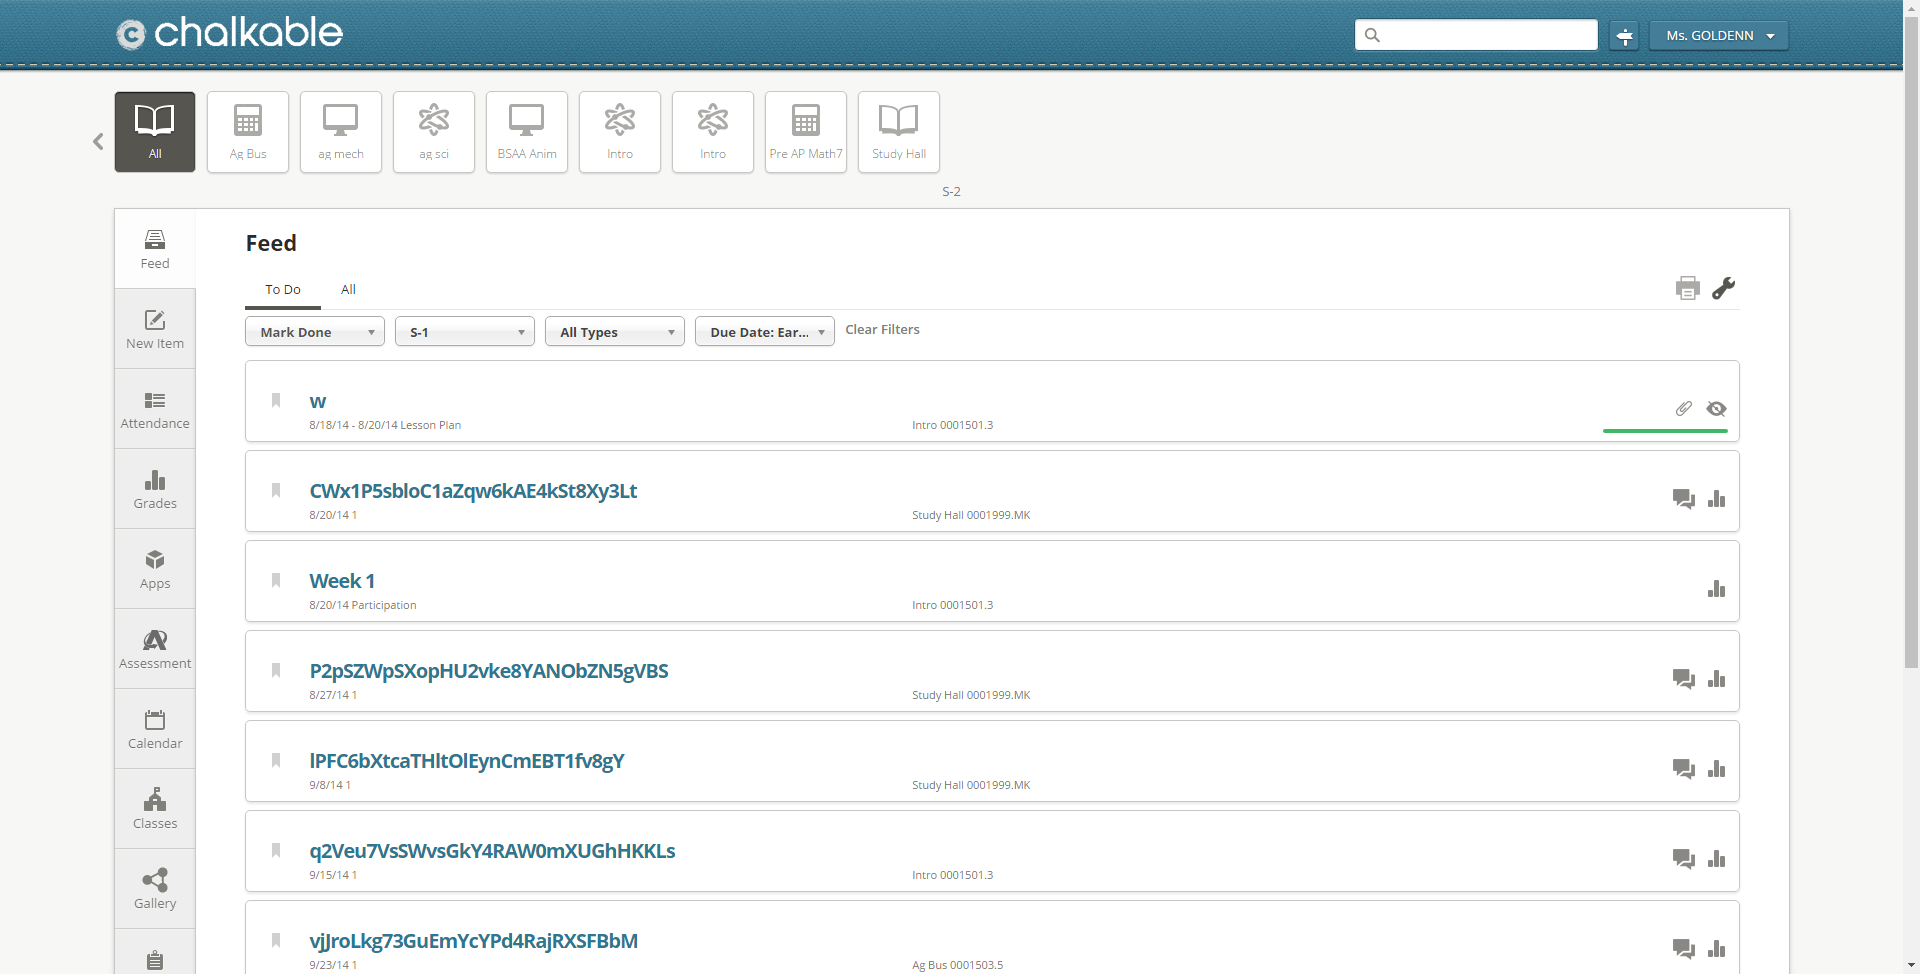 chalkable
Ms. GOLDENN
All
Ag Bus
ag mech
ag sci
BSAA Anim
Intro
Intro
Pre AP Math7
Study Hall
S-2
Feed
New Item
Attendance
Grades
Apps
Assessment
Calendar
Classes
Gallery
Feed
To Do
All
Mark Done
S-1
All Types
Due Date: Ear...
Clear Filters
w
8/18/14 - 8/20/14 Lesson Plan
Intro 0001501.3
CWx1P5sbloC1aZqw6kAE4kSt8Xy3Lt
8/20/14 1
Study Hall 0001999.MK
Week 1
8/20/14 Participation
Intro 0001501.3
P2pSZWpSXopHU2vke8YANObZN5gVBS
8/27/14 1
Study Hall 0001999.MK
lPFC6bXtcaTHltOlEynCmEBT1fv8gY
9/8/14 1
Study Hall 0001999.MK
q2Veu7VsSWvsGkY4RAW0mXUGhHKKLs
9/15/14 1
Intro 0001501.3
vjJroLkg73GuEmYcYPd4RajRXSFBbM
9/23/14 1
Ag Bus 0001503.5